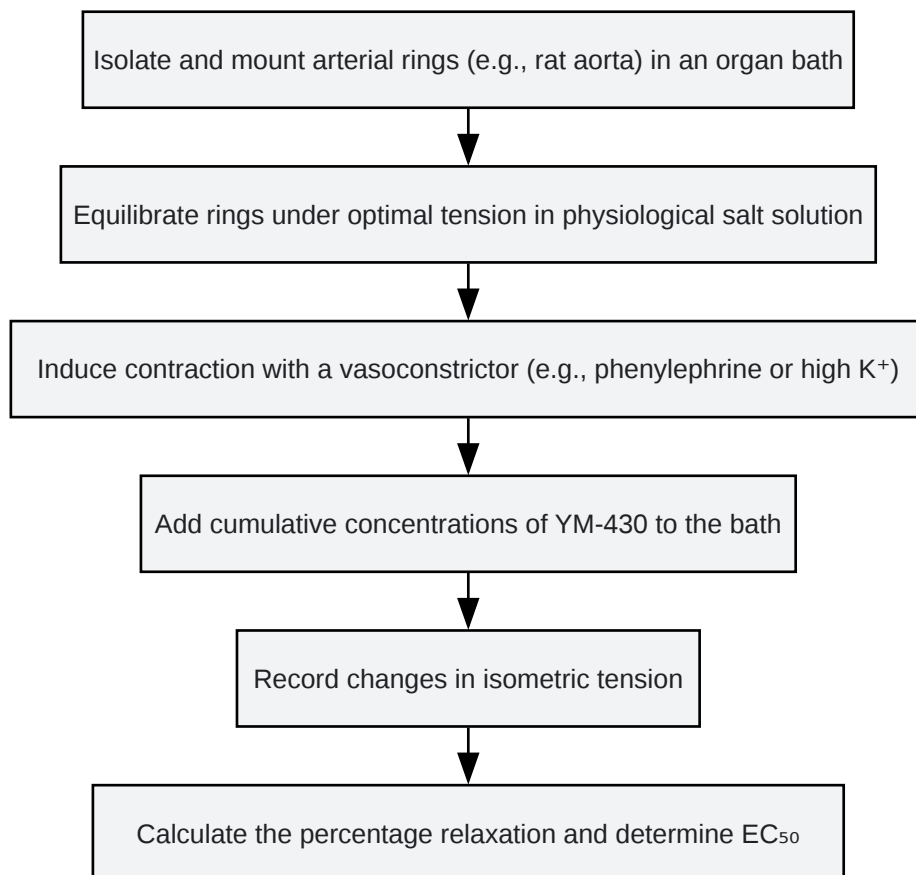 Isolate and mount arterial rings (e.g., rat aorta) in an organ bath
Equilibrate rings under optimal tension in physiological salt solution
Induce contraction with a vasoconstrictor (e.g., phenylephrine or high K⁺)
Add cumulative concentrations of YM-430 to the bath
Record changes in isometric tension
Calculate the percentage relaxation and determine EC₅₀